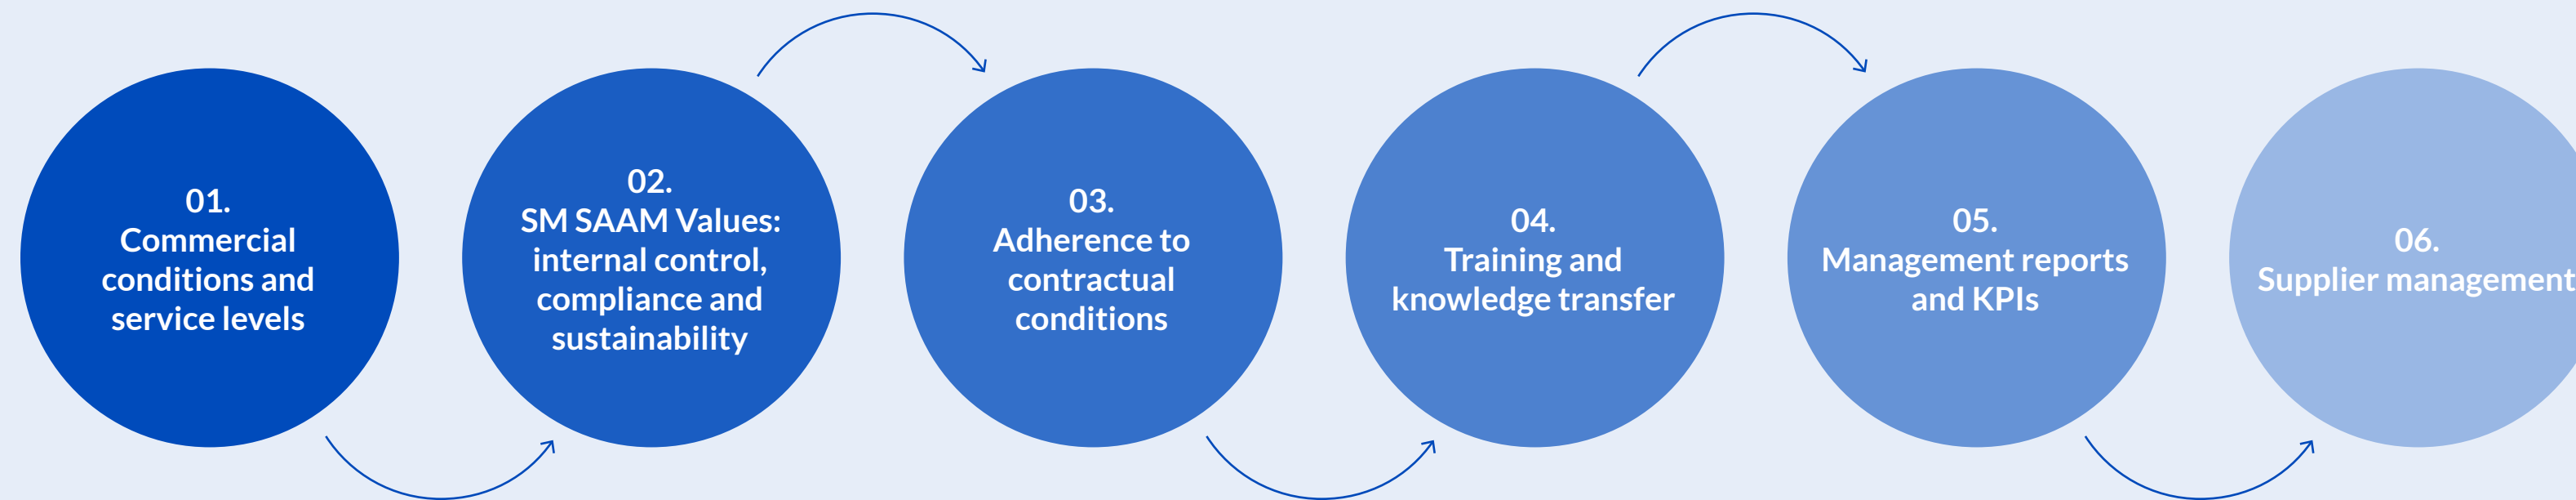 01.
Commercial
conditions and
service levels
02.
SM SAAM Values:
internal control,
compliance and
sustainability
03.
Adherence to
contractual
conditions
04.
Training and
knowledge transfer
05.
Management reports
and KPIs
06.
Supplier management